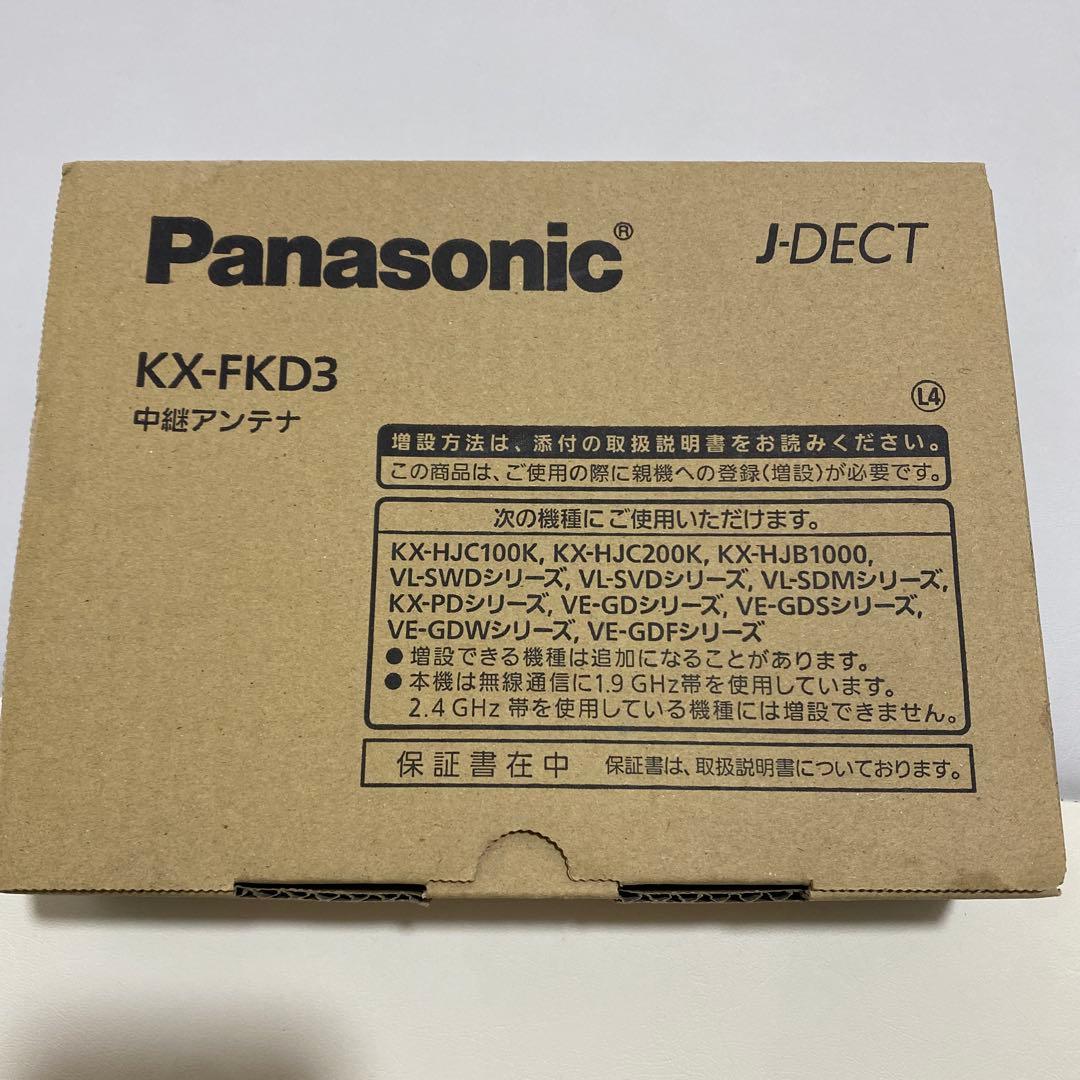 Panasonic®
J-DECT
KX-FKD3
中継アンテナ
L4
増設方法は、添付の取扱説明書をお読みください。
この商品は、ご使用の際に親機への登録(増設)が必要です。
次の機種にご使用いただけます。
KX-HJC100K, KX-HJC200K, KX-HJB1000,
VL-SWDシリーズ, VL-SVDシリーズ, VL-SDMシリーズ,
KX-PDシリーズ, VE-GDシリーズ, VE-GDSシリーズ,
VE-GDWシリーズ, VE-GDFシリーズ
●増設できる機種は追加になることがあります。
●本機は無線通信に1.9 GHz帯を使用しています。
2.4 GHz 帯を使用している機種には増設できません。
保証書在中 保証書は、取扱説明書についております。